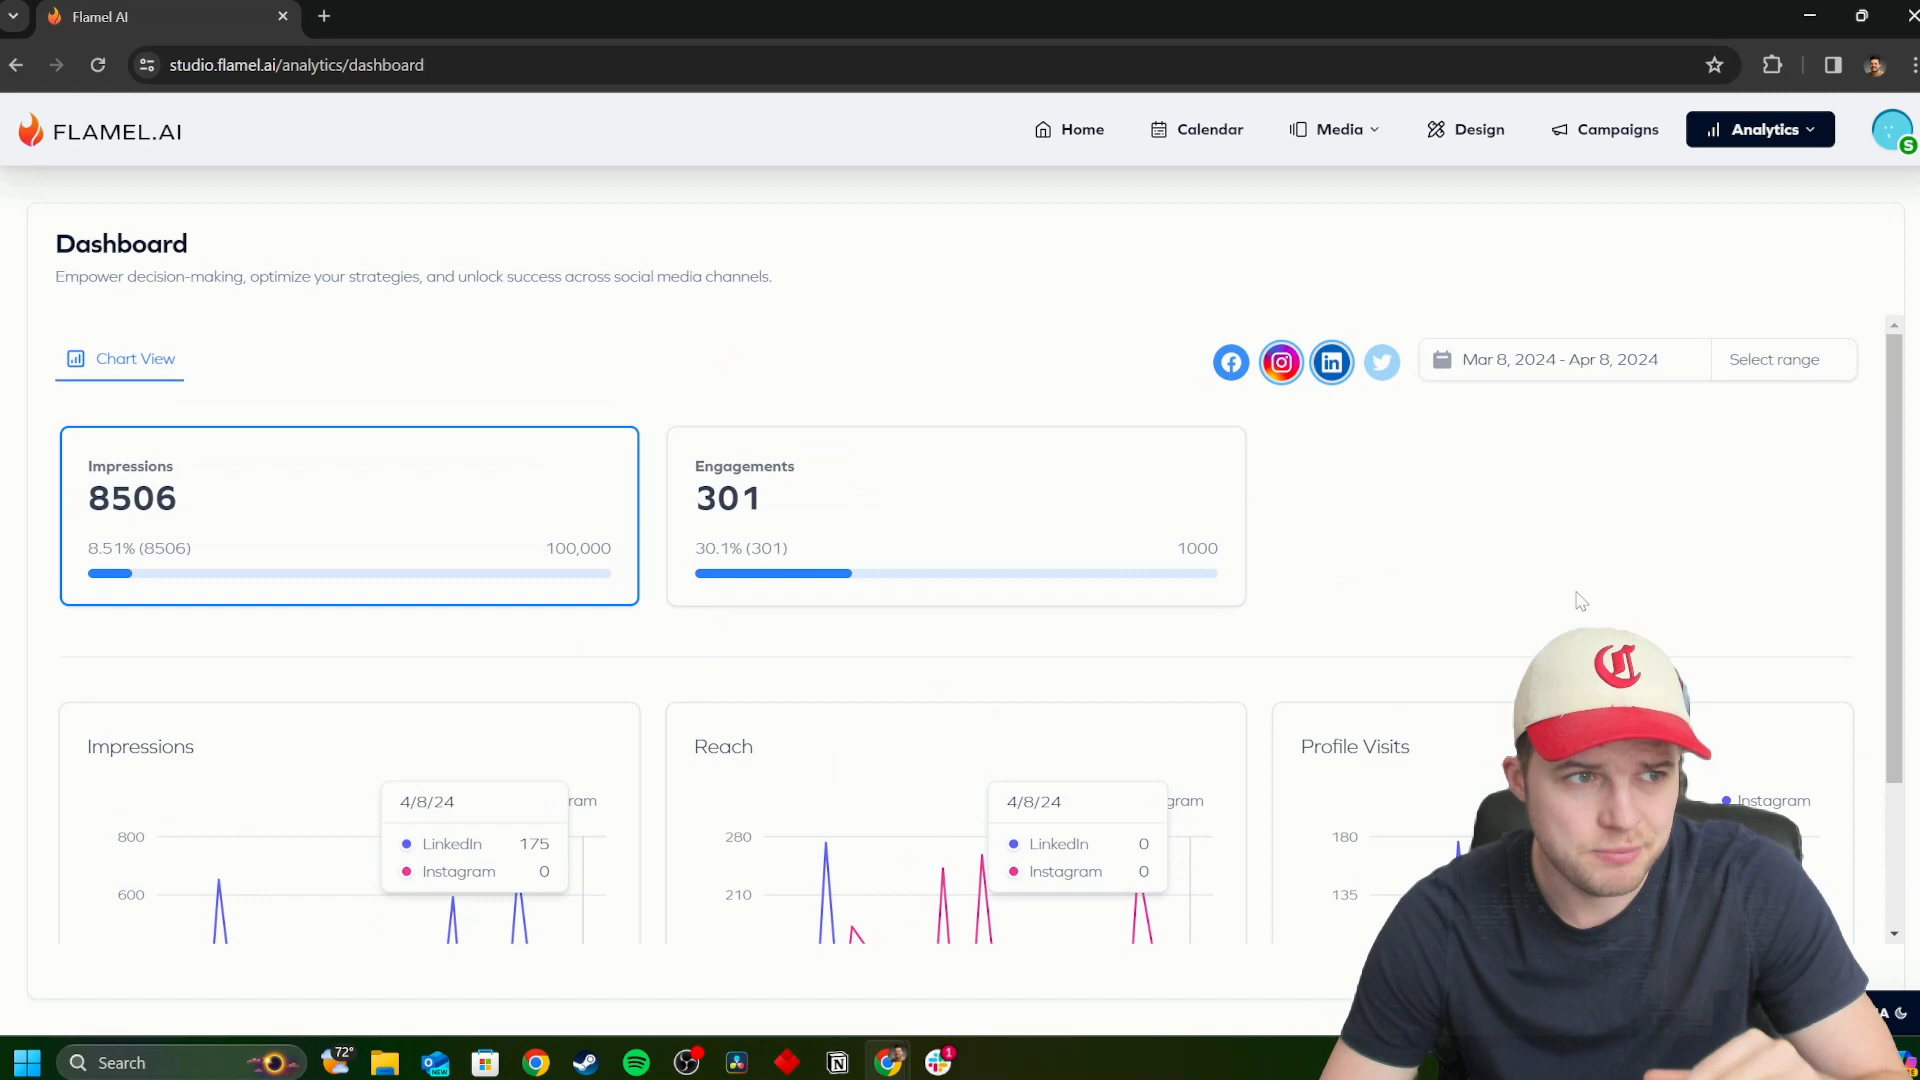 Flamel AI
studio.flamel.ai/analytics/dashboard
FLAMEL.AI
Home
Calendar
Media
Design
Campaigns
Analytics
S
Dashboard
Empower decision-making, optimize your strategies, and unlock success across social media channels.
Chart View
Mar 8, 2024 - Apr 8, 2024
Select range
Impressions
8506
8.51% (8506)
100,000
Engagements
301
30.1% (301)
1000
Impressions
Reach
Profile Visits
4/8/24
ram
LinkedIn 175
Instagram 0
800
600
4/8/24
gram
LinkedIn 0
Instagram 0
280
210
Instagram
180
135
C
72°
Search
NEW
1